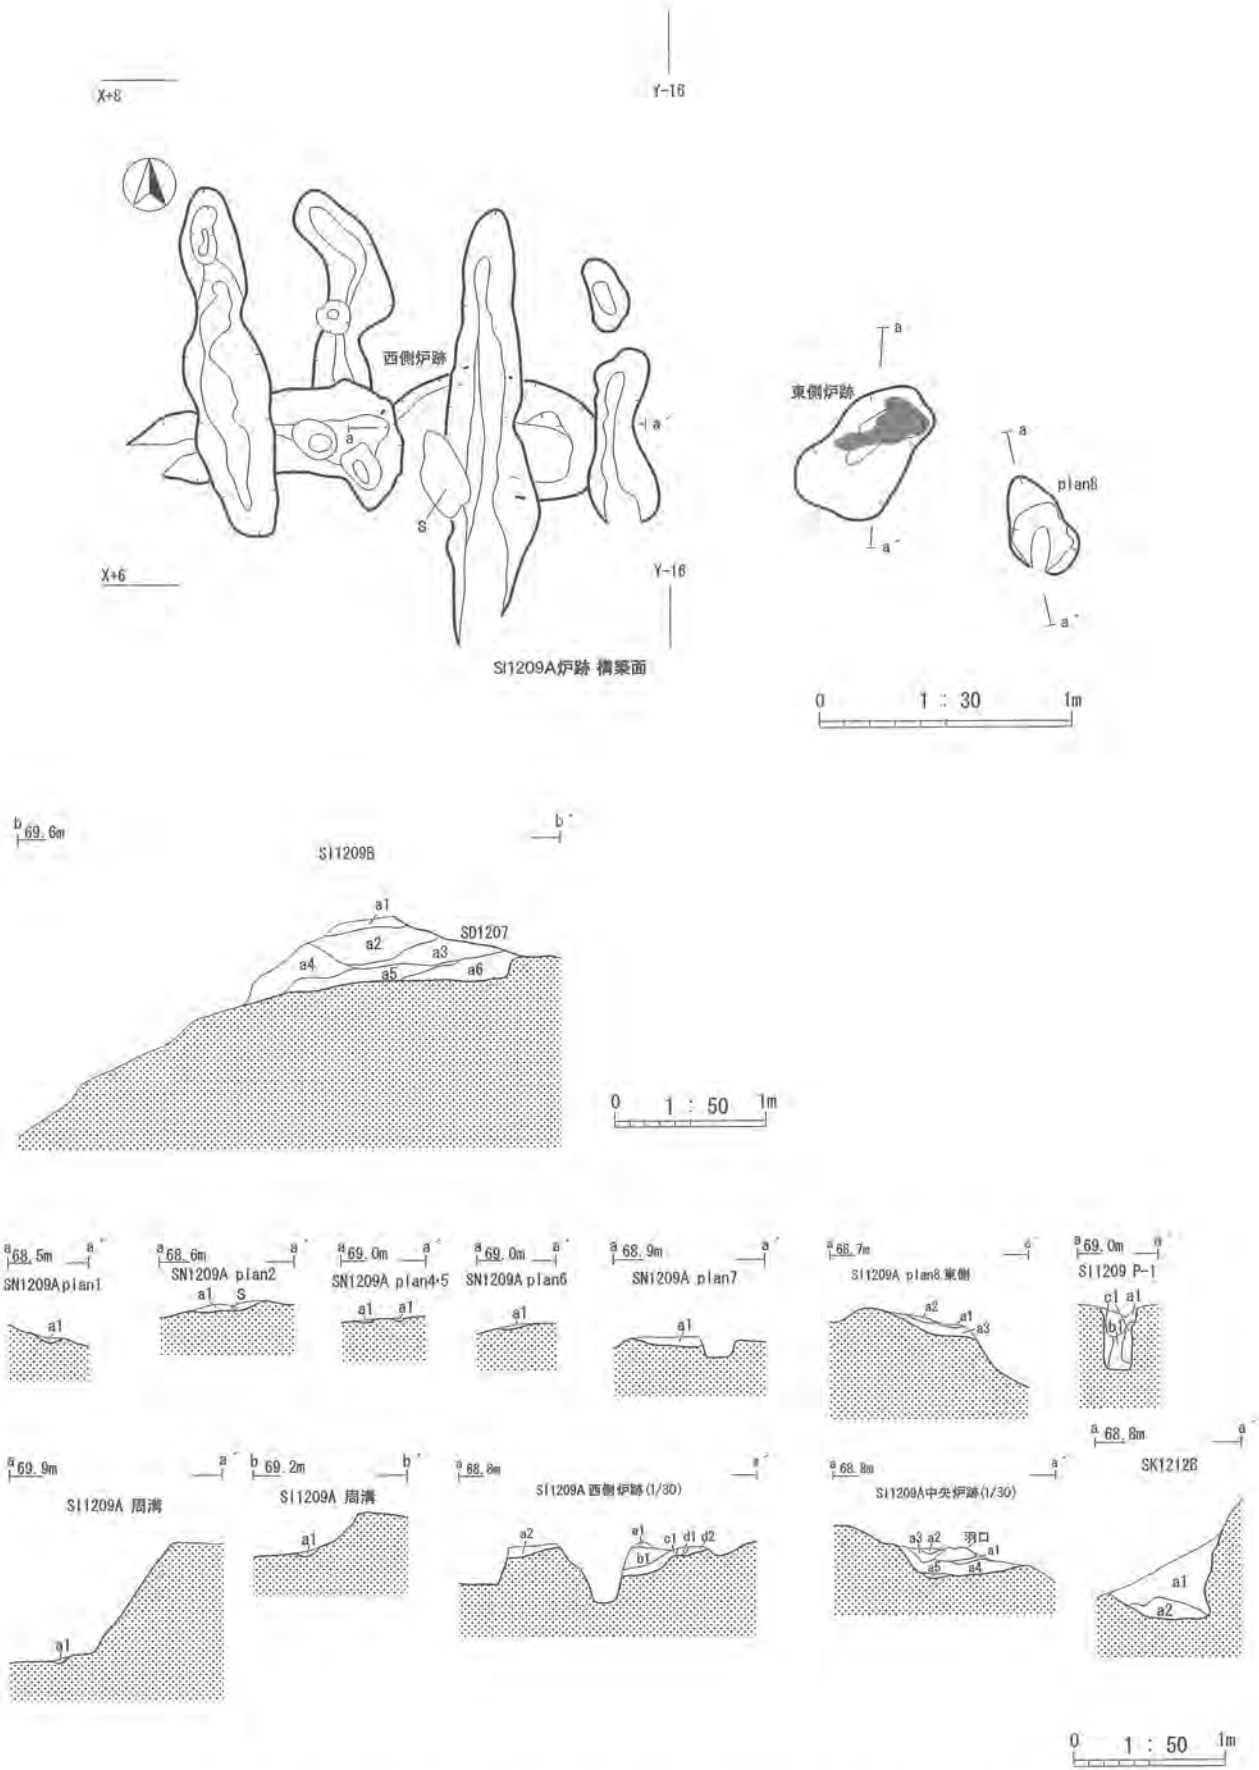 X+8
Y-16
西側炉跡
a
a´
S
東側炉跡
a
a´
a
plan8
a´
X+6
Y-16
SI1209A炉跡 構築面
0 1 : 30 1m
b 69.6m b´
SI1209B
a1
SD1207
a2
a3
a4
a5
a6
0 1 : 50 1m
a 68.5m a´
SN1209A plan1
a1
a 68.6m a´
SN1209A plan2
a1 S
a 69.0m a´
SN1209A plan4・5
a1 a1
a 69.0m a´
SN1209A plan6
a1
a 68.9m a´
SN1209A plan7
a1
a 68.7m
SI1209A plan8 東側
a2
a1
a3
a 69.0m a´
SI1209 P-1
c1 a1
b1
a 69.9m a´
SI1209A 周溝
a1
b 69.2m b´
SI1209A 周溝
a1
a 68.8m a´
SI1209A 西側炉跡(1/30)
a2
a1
c1 d1 d2
b1
a 68.8m a´
SI1209A中央炉跡(1/30)
a3 a2 羽口
a1
a5 a4
a 68.8m a´
SK1212B
a1
a2
0 1 : 50 1m